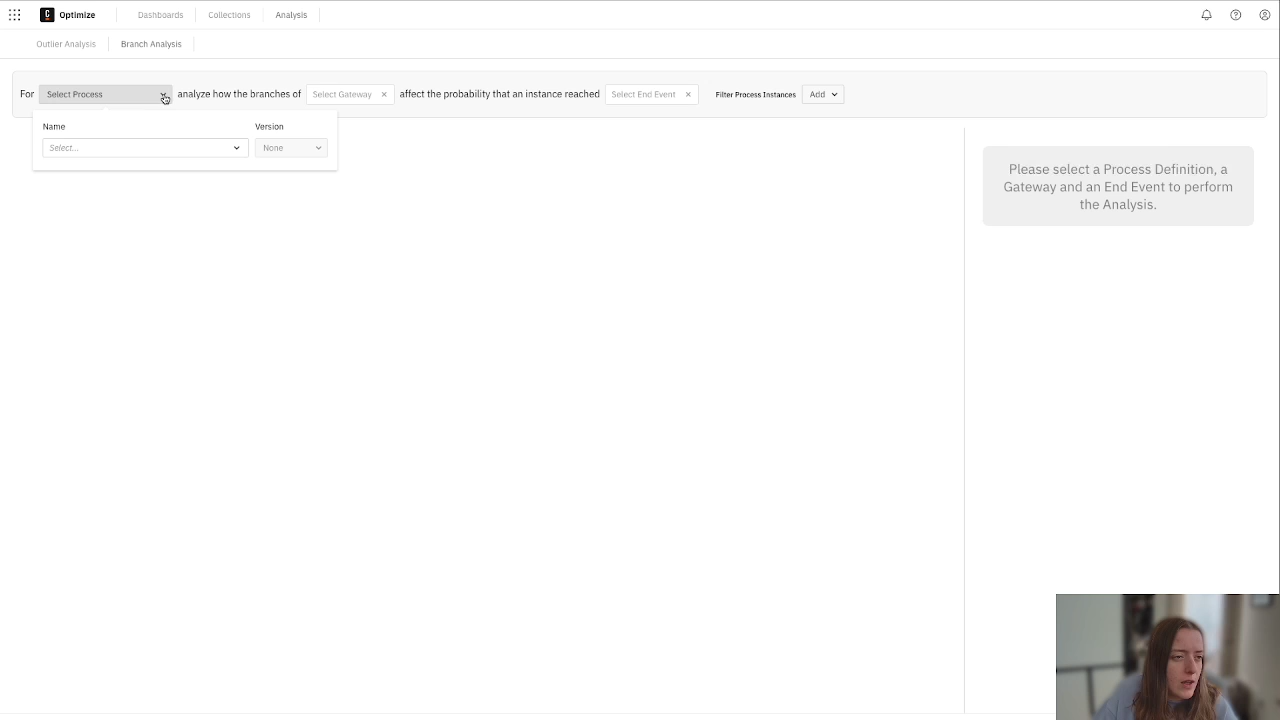 C Optimize Dashboards Collections Analysis
Outlier Analysis Branch Analysis
For Select Process analyze how the branches of Select Gateway × affect the probability that an instance reached Select End Event × Filter Process Instances Add
Name Version
Select... None
Please select a Process Definition, a
Gateway and an End Event to perform
the Analysis.